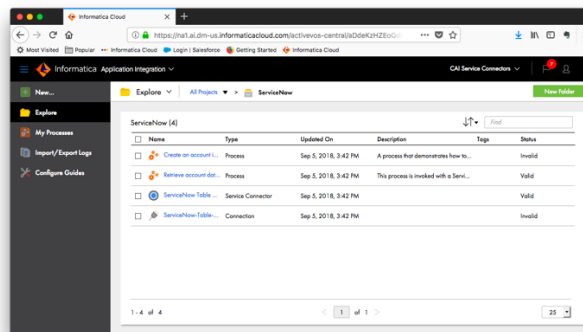 Informatica Cloud
https://na1.ai.dm-us.informaticacloud.com/activevos-central/aDdeKzHZEoQ
Most Visited Popular Informatica Cloud Login | Salesforce Getting Started Informatica Cloud
Informatica Application Integration CAI Service Connectors 7
New... Explore All Projects > ServiceNow New Folder
Explore
My Processes
Import/Export Logs
Configure Guides
ServiceNow (4) Find
Name Type Updated On Description Tags Status
Create an account i... Process Sep 5, 2018, 3:42 PM A process that demonstrates how to... Invalid
Retrieve account dat... Process Sep 5, 2018, 3:42 PM This process is invoked with a Servi... Valid
ServiceNow Table ... Service Connector Sep 5, 2018, 3:42 PM Valid
ServiceNow-Table-... Connection Sep 5, 2018, 3:42 PM Invalid
1 - 4 of 4 < 1 of 1 > 25